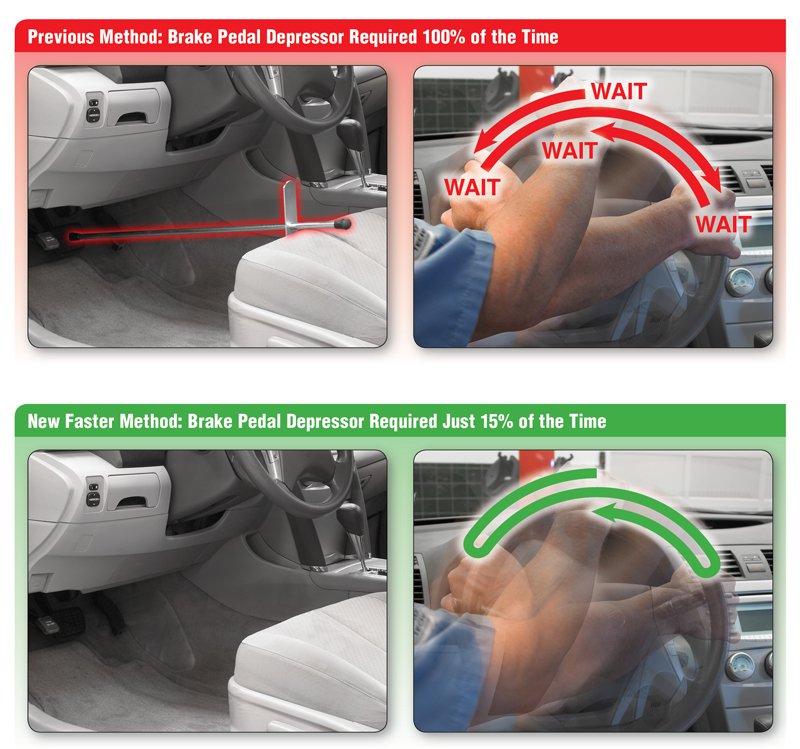 Previous Method: Brake Pedal Depressor Required 100% of the Time
WAIT
WAIT
WAIT
WAIT
New Faster Method: Brake Pedal Depressor Required Just 15% of the Time